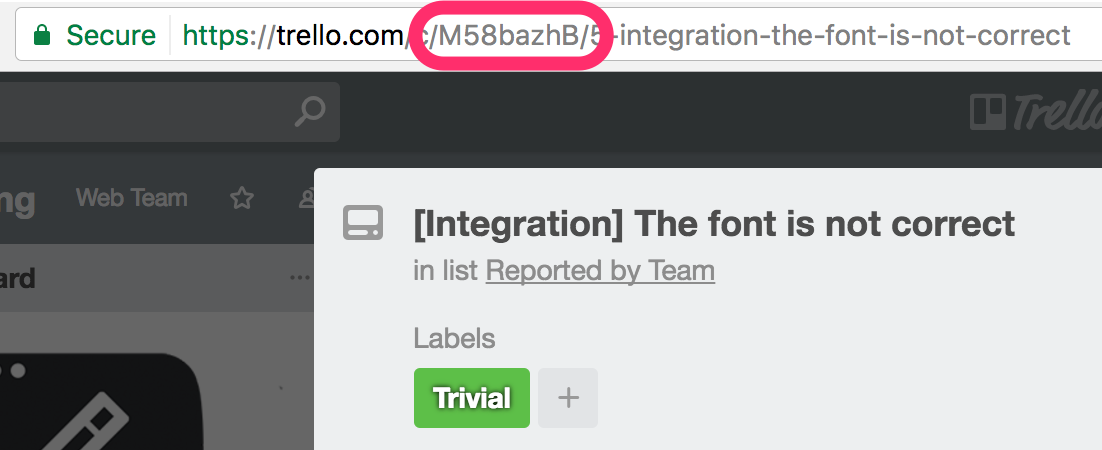 Secure https://trello.com/c/M58bazhB/5-integration-the-font-is-not-correct
Trello
ng Web Team
[Integration] The font is not correct
in list Reported by Team
ard ...
Labels
Trivial +